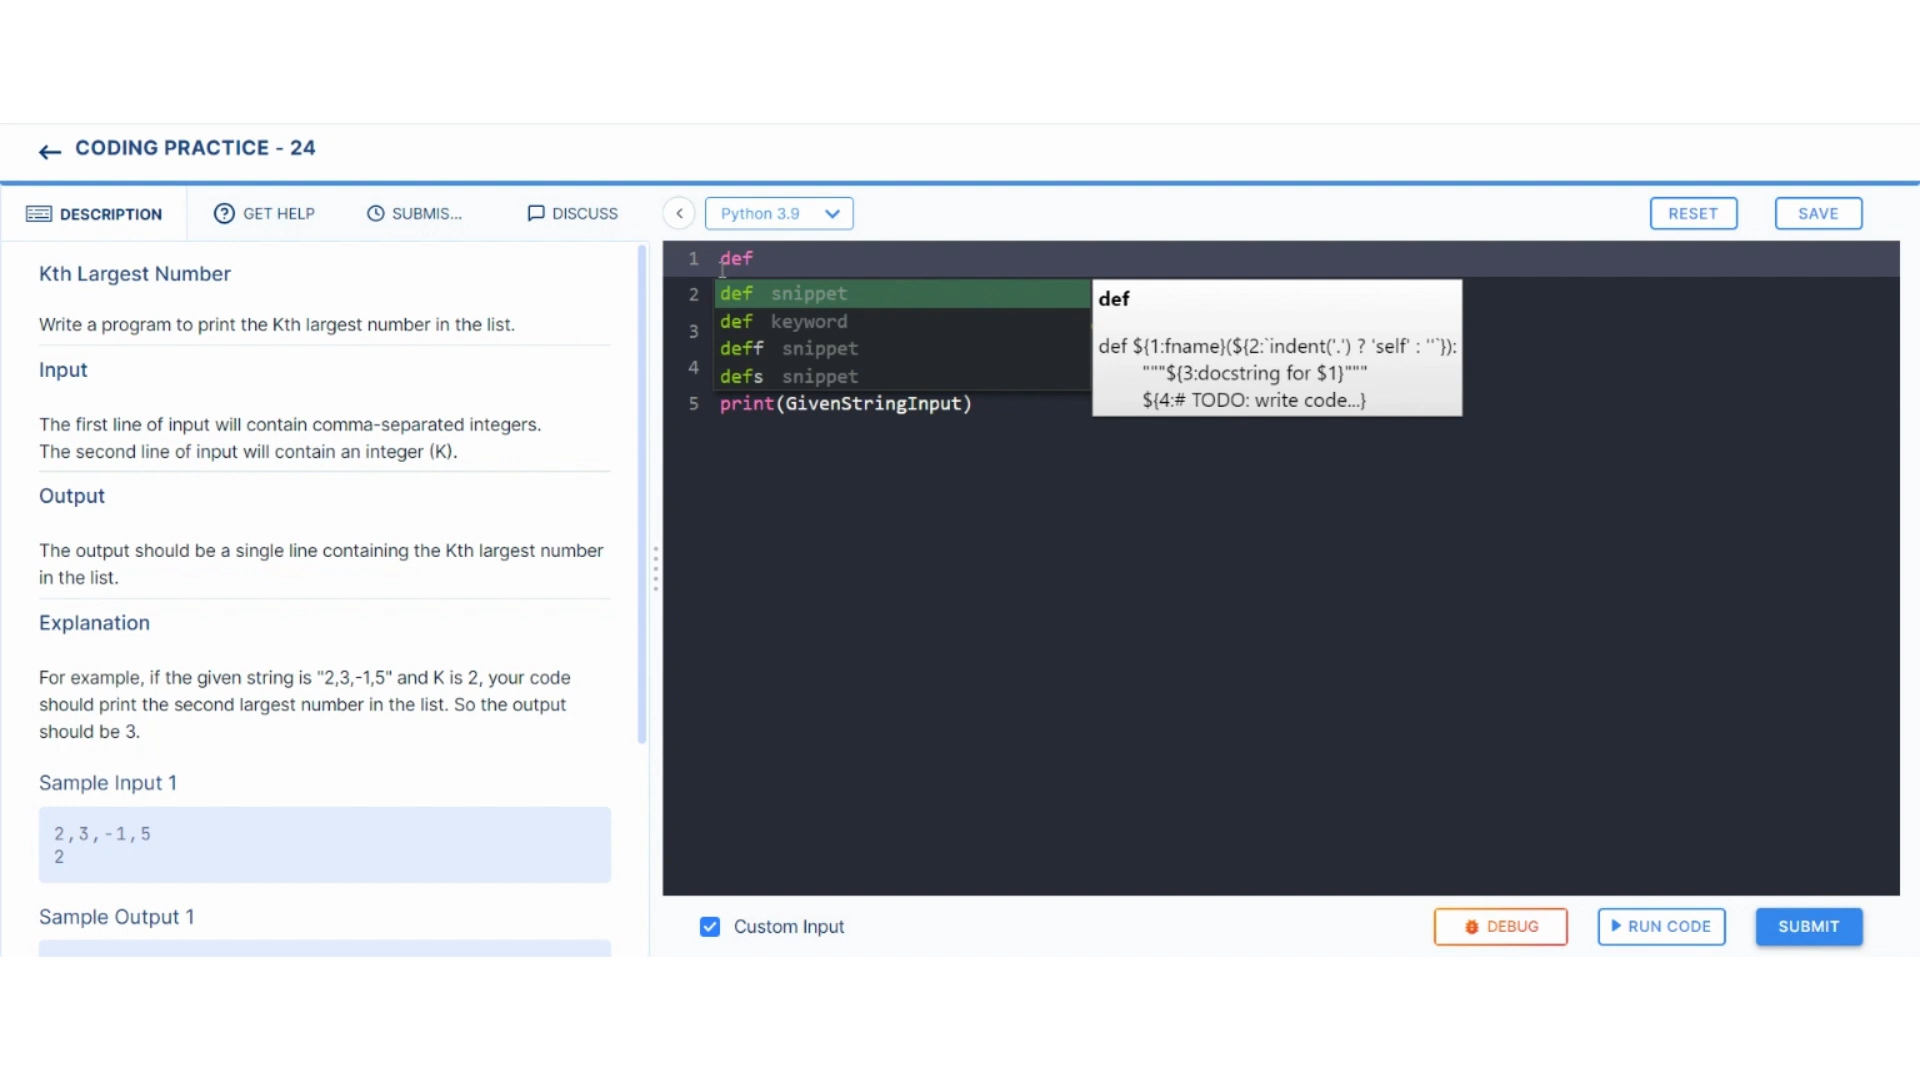 CODING PRACTICE - 24
DESCRIPTION
GET HELP
SUBMIS...
DISCUSS
Python 3.9
RESET
SAVE
Kth Largest Number
Write a program to print the Kth largest number in the list.
Input
The first line of input will contain comma-separated integers.
The second line of input will contain an integer (K).
Output
The output should be a single line containing the Kth largest number
in the list.
Explanation
For example, if the given string is "2,3,-1,5" and K is 2, your code
should print the second largest number in the list. So the output
should be 3.
Sample Input 1
2,3,-1,5
2
Sample Output 1
1 def
2 def snippet
3 def keyword
deff snippet
4 defs snippet
5 print(GivenStringInput)
def
def ${1:fname}(${2:`indent('.') ? 'self' : ''`}):
"""${3:docstring for $1}"""
${4:# TODO: write code...}
Custom Input
DEBUG
RUN CODE
SUBMIT